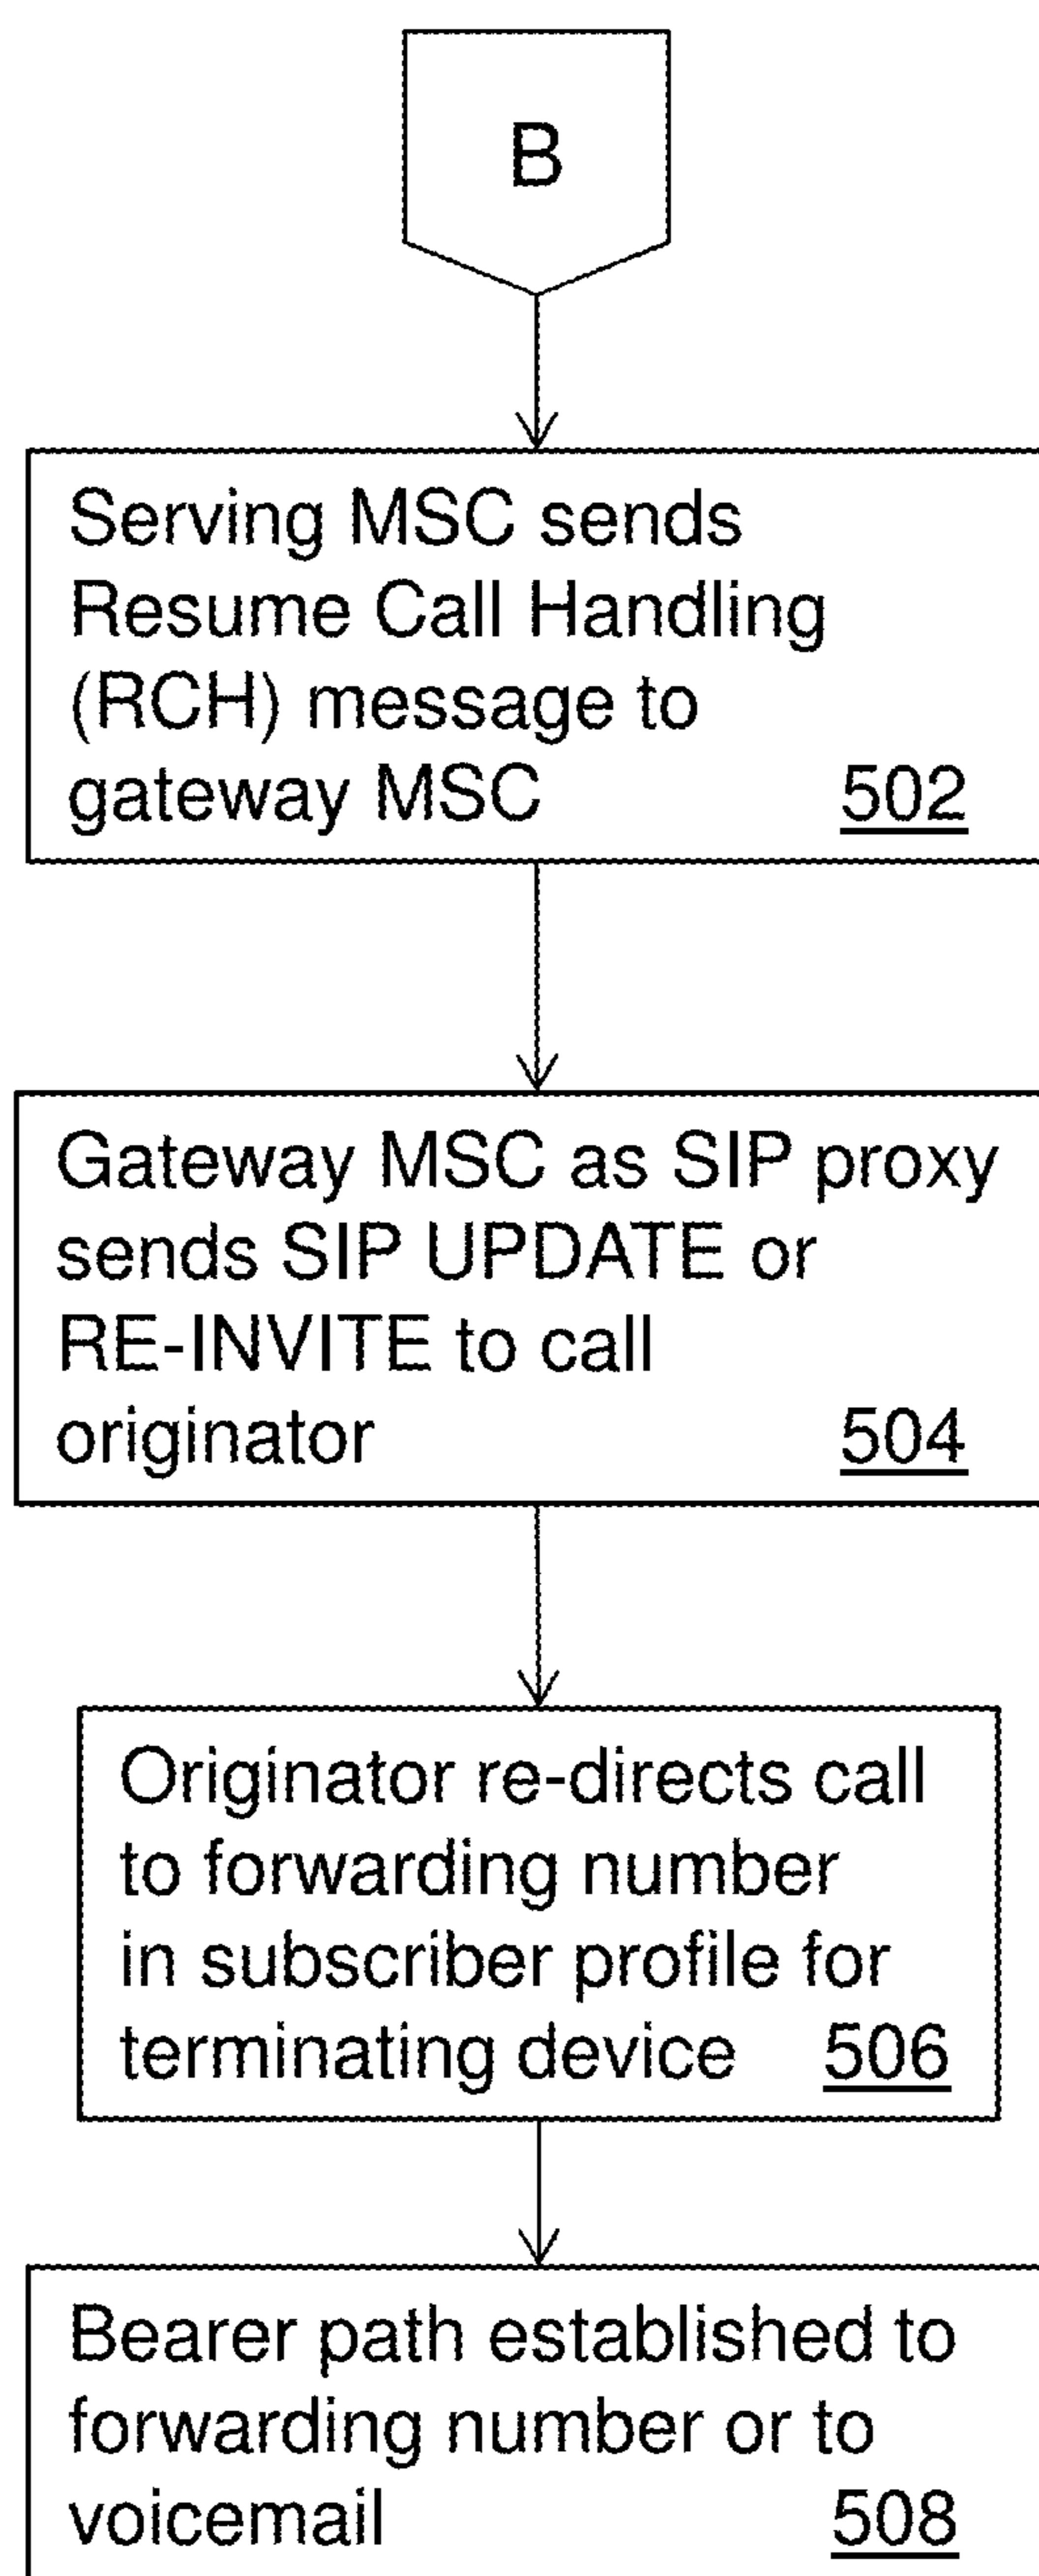 B
Serving MSC sends
Resume Call Handling
(RCH) message to
gateway MSC 502
Gateway MSC as SIP proxy
sends SIP UPDATE or
RE-INVITE to call
originator 504
Originator re-directs call
to forwarding number
in subscriber profile for
terminating device 506
Bearer path established to
forwarding number or to
voicemail 508